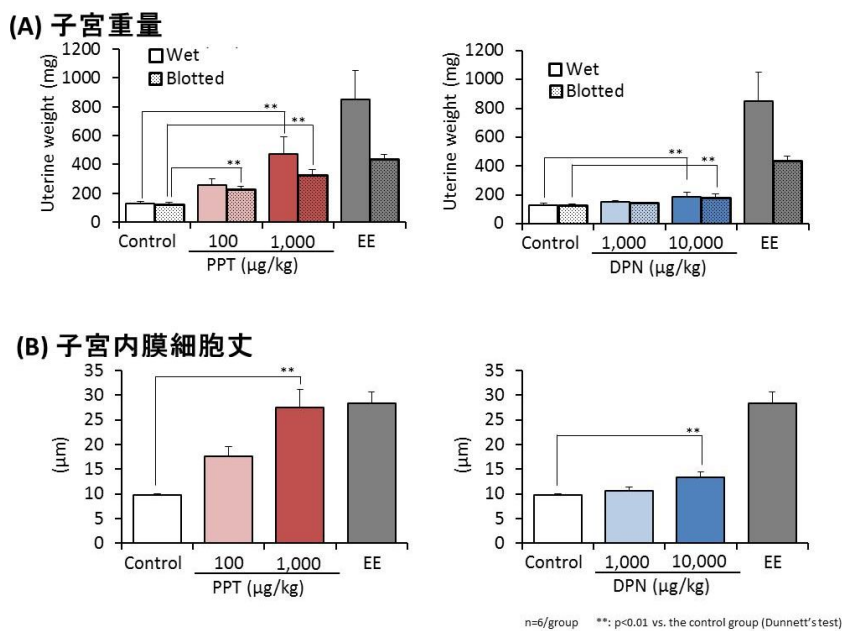 (A) 子宮重量
Uterine weight (mg)
1200
1000
800
600
400
200
0
Wet
Blotted
**
**
**
Control
100
1,000
EE
PPT (µg/kg)
Uterine weight (mg)
1200
1000
800
600
400
200
0
Wet
Blotted
**
**
Control
1,000
10,000
EE
DPN (µg/kg)
(B) 子宮内膜細胞丈
(µm)
35
30
25
20
15
10
5
0
**
Control
100
1,000
EE
PPT (µg/kg)
(µm)
35
30
25
20
15
10
5
0
**
Control
1,000
10,000
EE
DPN (µg/kg)
n=6/group **: p<0.01 vs. the control group (Dunnett's test)